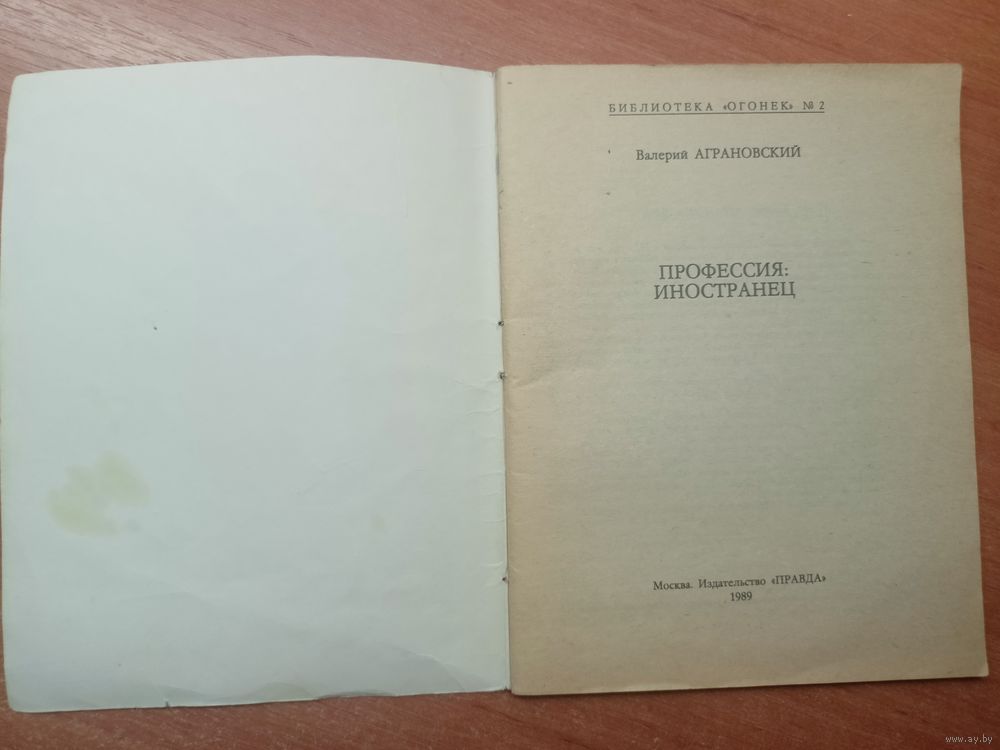 БИБЛИОТЕКА «ОГОНЕК» № 2
Валерий АГРАНОВСКИЙ
ПРОФЕССИЯ:
ИНОСТРАНЕЦ
Москва. Издательство «ПРАВДА»
1989
www.ay.by